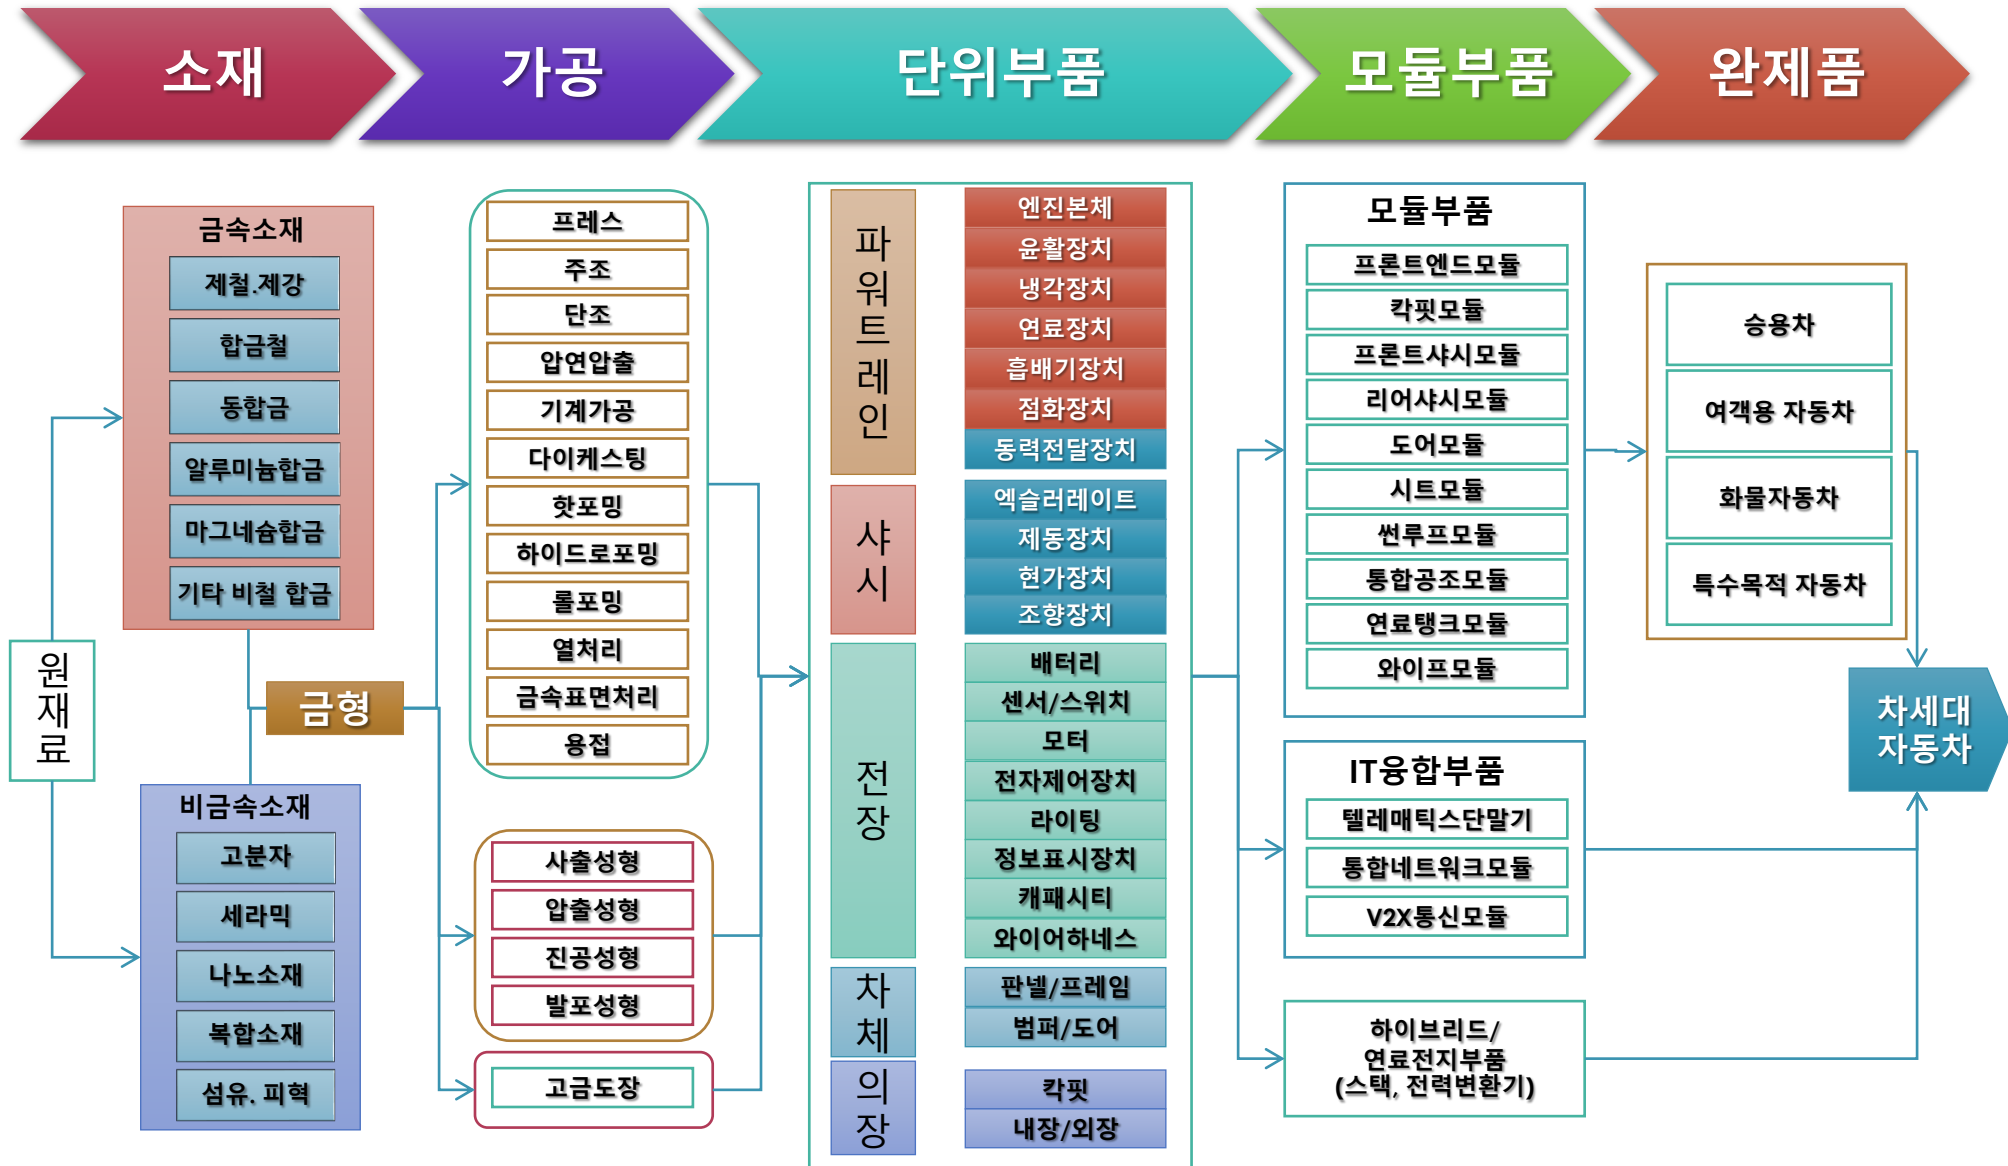 소재
가공
단위부품
모듈부품
완제품
원재료
금속소재
제철.제강
합금철
동합금
알루미늄합금
마그네슘합금
기타 비철 합금
비금속소재
고분자
세라믹
나노소재
복합소재
섬유. 피혁
금형
프레스
주조
단조
압연압출
기계가공
다이케스팅
핫포밍
하이드로포밍
롤포밍
열처리
금속표면처리
용접
사출성형
압출성형
진공성형
발포성형
고금도장
파워트레인
엔진본체
윤활장치
냉각장치
연료장치
흡배기장치
점화장치
동력전달장치
샤시
엑슬러레이트
제동장치
현가장치
조향장치
전장
배터리
센서/스위치
모터
전자제어장치
라이팅
정보표시장치
캐패시티
와이어하네스
차체
판넬/프레임
범퍼/도어
의장
칵핏
내장/외장
모듈부품
프론트엔드모듈
칵핏모듈
프론트샤시모듈
리어샤시모듈
도어모듈
시트모듈
썬루프모듈
통합공조모듈
연료탱크모듈
와이프모듈
IT융합부품
텔레매틱스단말기
통합네트워크모듈
V2X통신모듈
하이브리드/
연료전지부품
(스택, 전력변환기)
승용차
여객용 자동차
화물자동차
특수목적 자동차
차세대
자동차